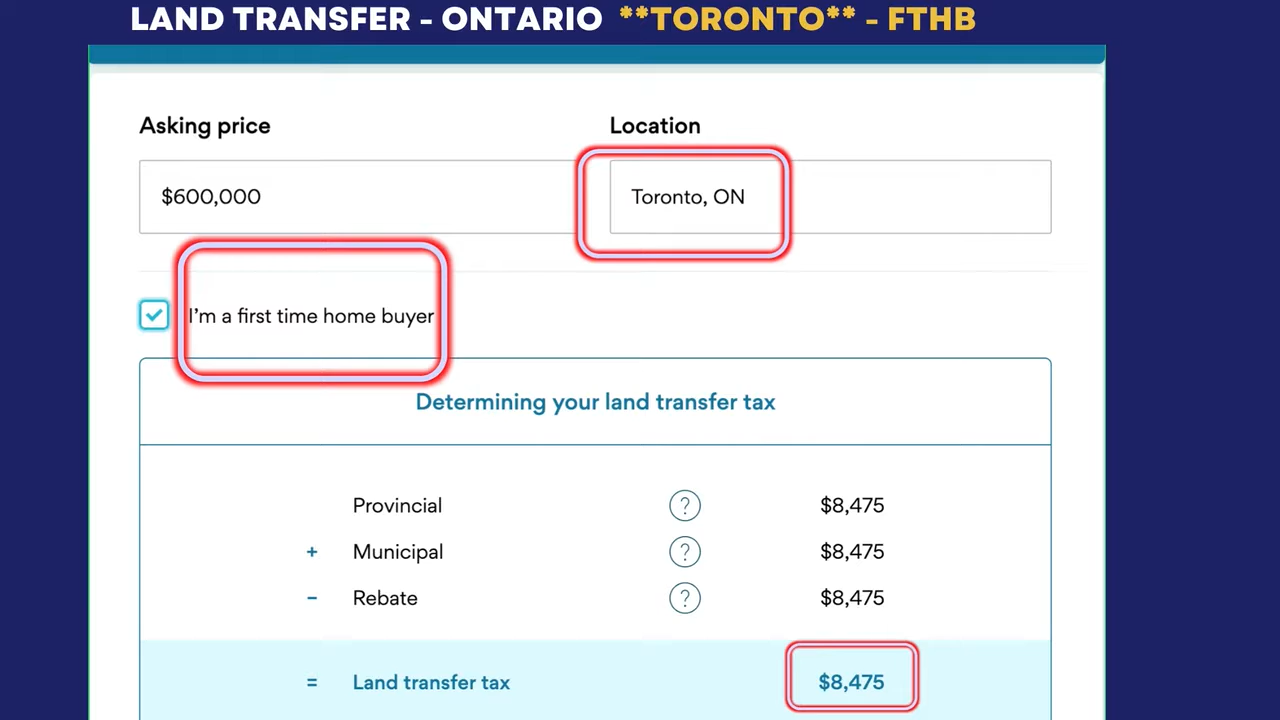 LAND TRANSFER - ONTARIO **TORONTO** - FTHB
Asking price Location
$600,000 Toronto, ON
I'm a first time home buyer
Determining your land transfer tax
Provincial ? $8,475
+ Municipal ? $8,475
− Rebate ? $8,475
= Land transfer tax $8,475